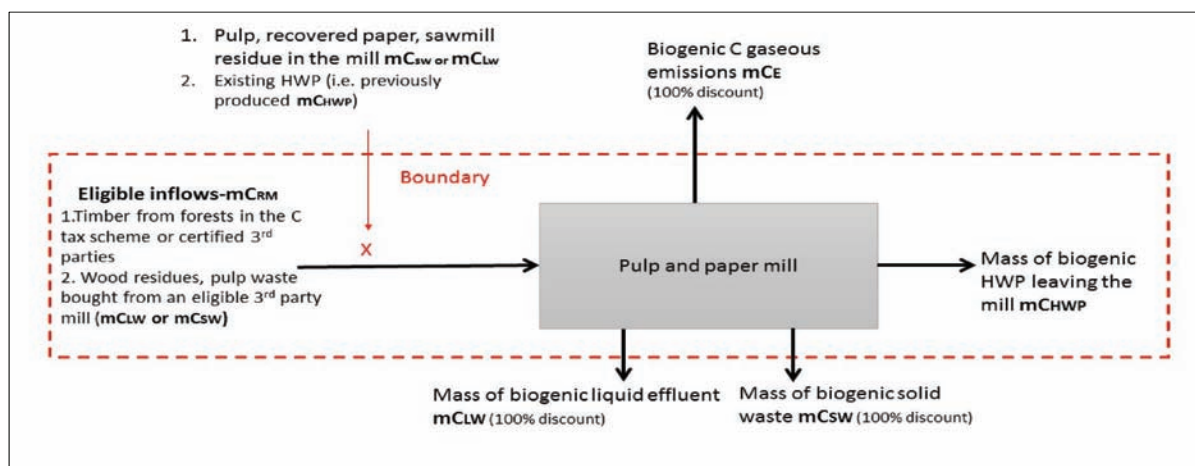 1. Pulp, recovered paper, sawmill
residue in the mill mCsw or mCLw
2. Existing HWP (i.e. previously
produced mCHWP)
Biogenic C gaseous
emissions mCE
(100% discount)
Boundary
Eligible inflows-mCRM
1.Timber from forests in the C
tax scheme or certified 3rd
parties
2. Wood residues, pulp waste
bought from an eligible 3rd party
mill (mCLW or mCSW)
X
Pulp and paper mill
Mass of biogenic
HWP leaving the
mill mCHWP
Mass of biogenic liquid effluent
mCLW (100% discount)
Mass of biogenic solid
waste mCSW (100% discount)